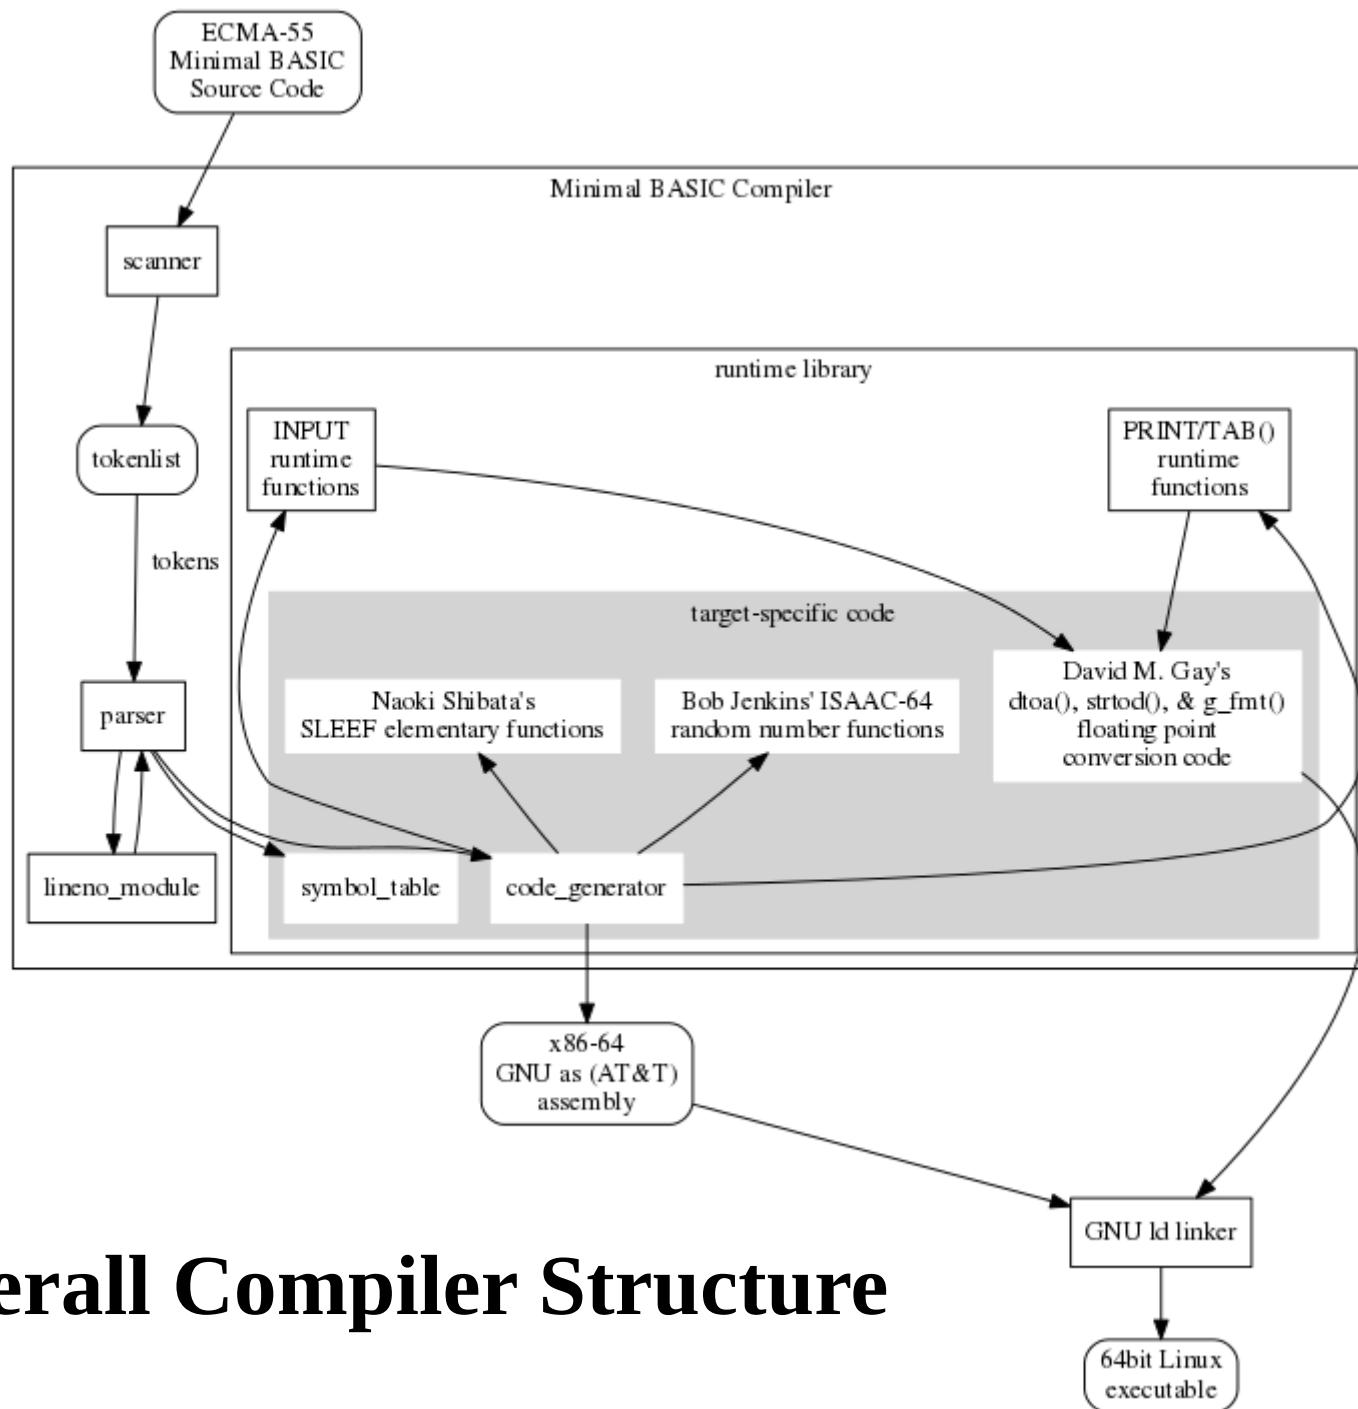 ECMA-55
Minimal BASIC
Source Code
Minimal BASIC Compiler
scanner
runtime library
INPUT
runtime
functions
PRINT/TAB()
runtime
functions
tokenlist
tokens
target-specific code
Naoki Shibata's
SLEEF elementary functions
Bob Jenkins' ISAAC-64
random number functions
David M. Gay's
dtoa(), strtod(), & g_fmt()
floating point
conversion code
parser
lineno_module
symbol_table
code_generator
x86-64
GNU as (AT&T)
assembly
GNU ld linker
erall Compiler Structure
64bit Linux
executable